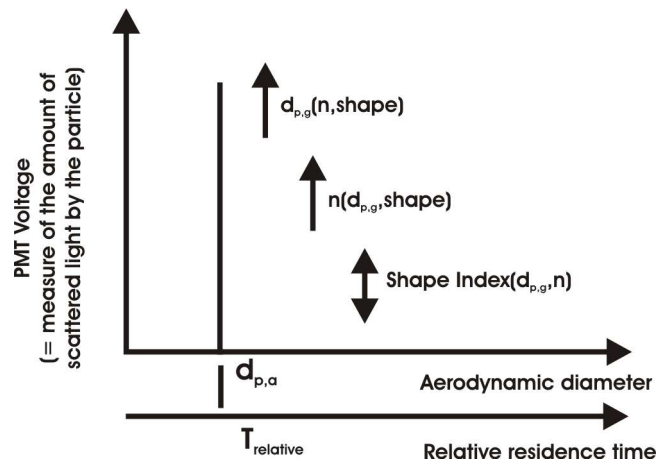 PMT Voltage
(= measure of the amount of
scattered light by the particle)
dp,g(n,shape)
n(dp,g,shape)
Shape Index(dp,g,n)
dp,a
Aerodynamic diameter
Trelative
Relative residence time